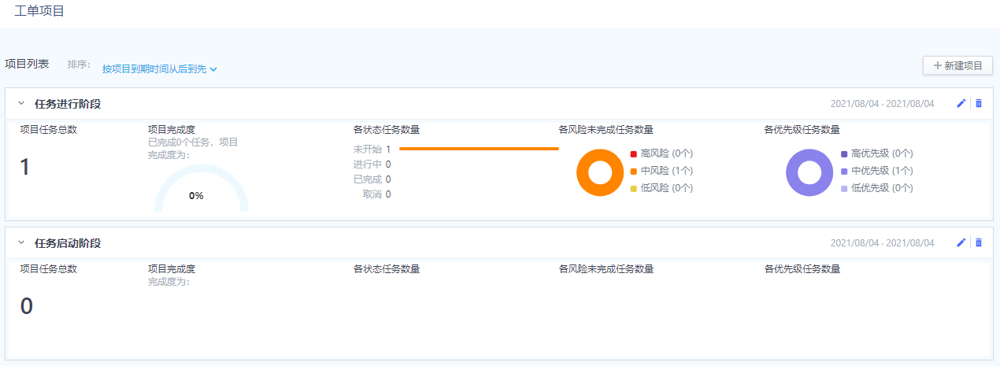 工单项目
项目列表 排序： 按项目到期时间从后到先
新建项目
任务进行阶段 2021/08/04 - 2021/08/04
项目任务总数 项目完成度 各状态任务数量 各风险未完成任务数量 各优先级任务数量
已完成0个任务，项目
完成度为：
1
0%
未开始 1
进行中 0
已完成 0
取消 0
高风险 (0个)
中风险 (1个)
低风险 (0个)
高优先级 (0个)
中优先级 (1个)
低优先级 (0个)
任务启动阶段 2021/08/04 - 2021/08/04
项目任务总数 项目完成度 各状态任务数量 各风险未完成任务数量 各优先级任务数量
完成度为：
0